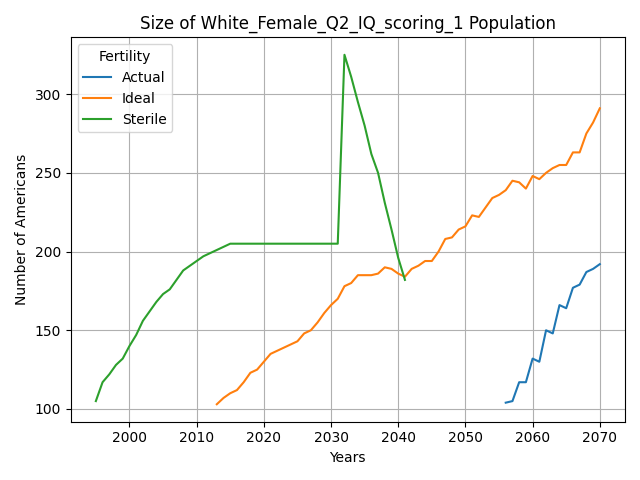 Size of White_Female_Q2_IQ_scoring_1 Population
Fertility
Actual
Ideal
Sterile
Number of Americans
300
250
200
150
100
2000
2010
2020
2030
2040
2050
2060
2070
Years